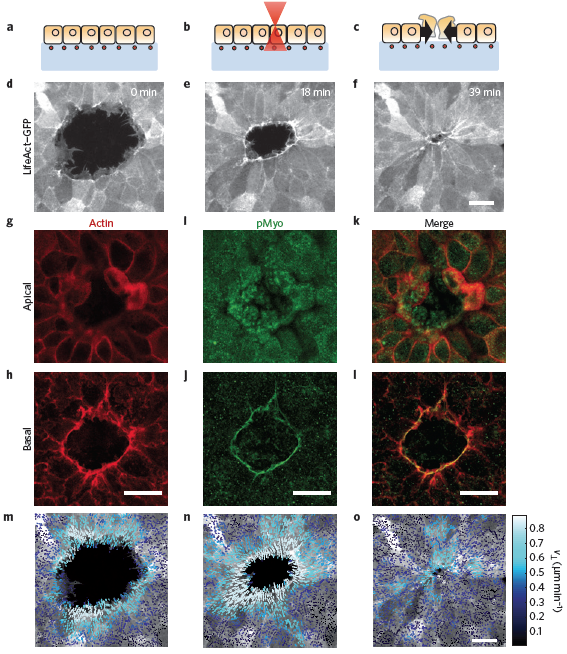 a b c
d e f
0 min 18 min 39 min
LifeAct–GFP
g Actin i pMyo k Merge
Apical
h j l
Basal
m n o
0.8
0.7
0.6
0.5
0.4
0.3
0.2
0.1
v⊥ (μm min⁻¹)